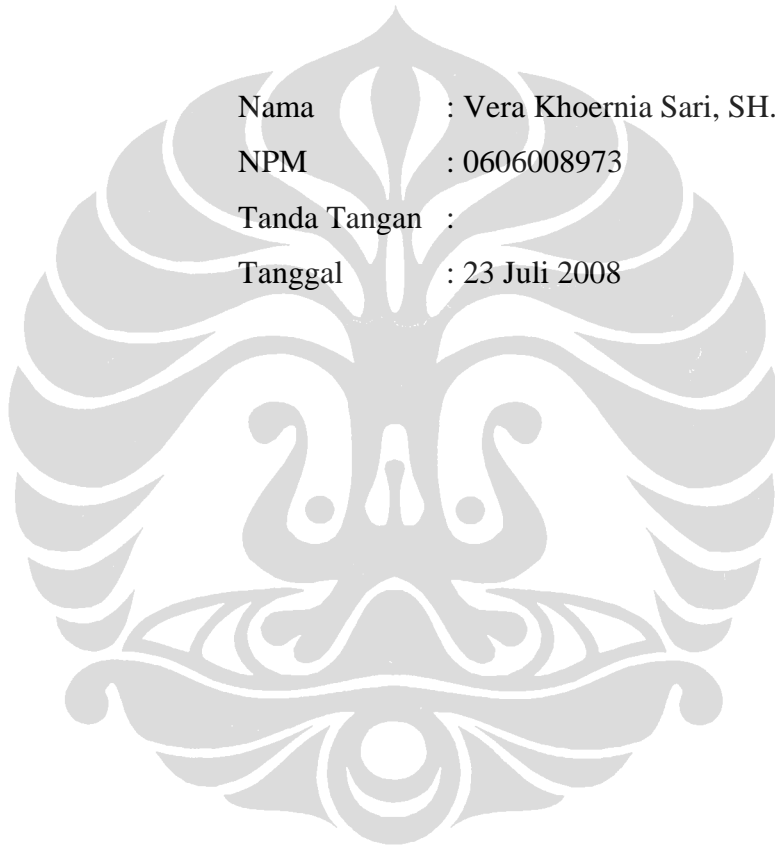 Nama : Vera Khoernia Sari, SH.
NPM : 0606008973
Tanda Tangan :
Tanggal : 23 Juli 2008